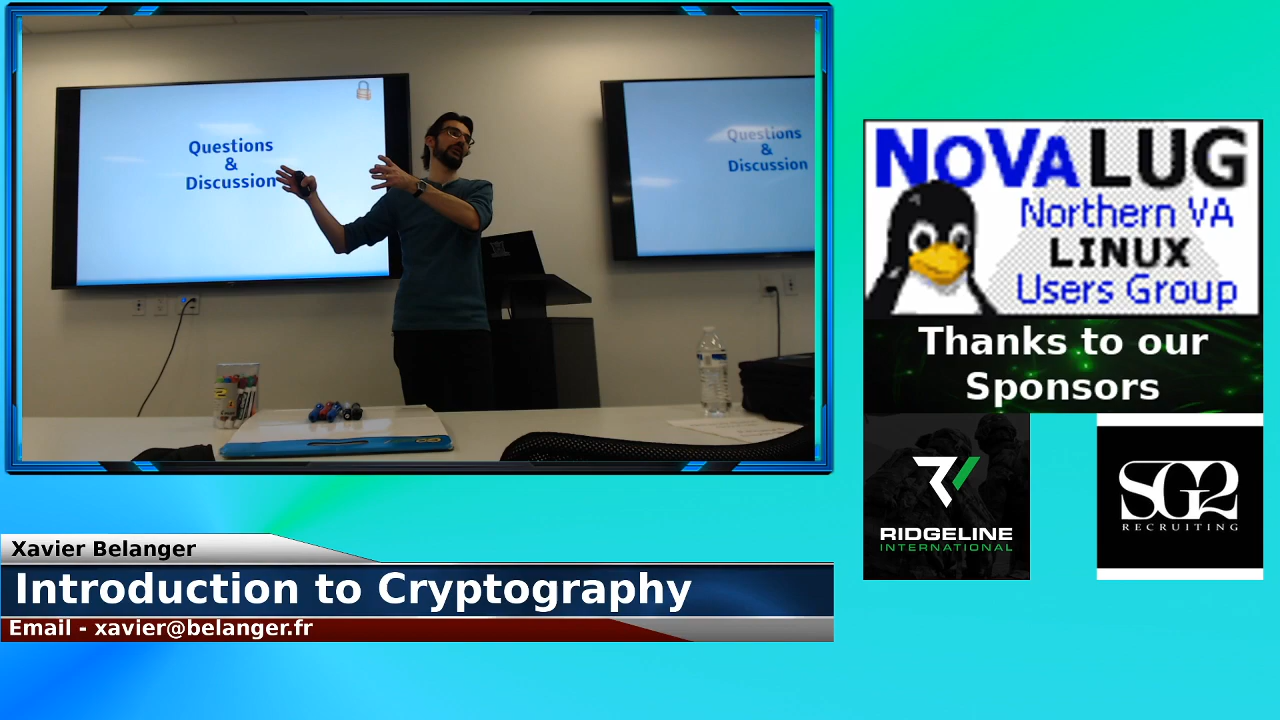 Questions
&
Discussion
Questions
&
Discussion
NOVALUG
Northern VA
LINUX
Users Group
Thanks to our
Sponsors
RIDGELINE
INTERNATIONAL
SG2
RECRUITING
Xavier Belanger
Introduction to Cryptography
Email - xavier@belanger.fr